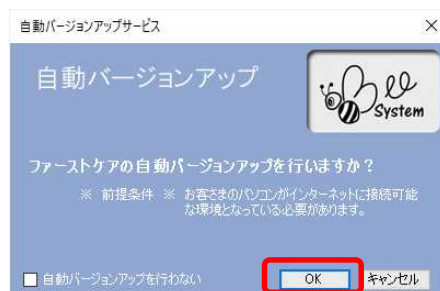 自動バージョンアップサービス
自動バージョンアップ
Bee
System
ファーストケアの自動バージョンアップを行いますか？
※ 前提条件 ※ お客さまのパソコンがインターネットに接続可能
な環境となっている必要があります。
自動バージョンアップを行わない
OK
キャンセル